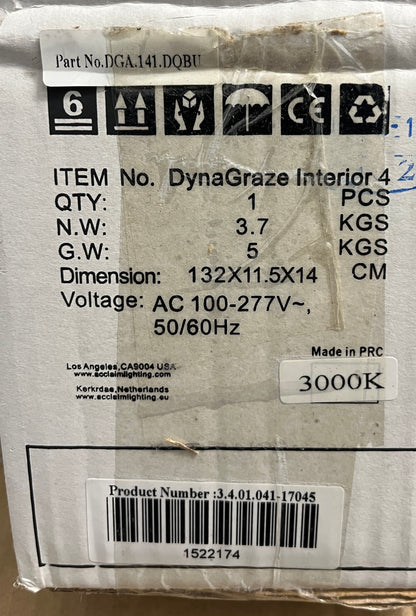 Part No.DGA.141.DQBU
6
CE
ITEM No. DynaGraze Interior 4
QTY: 1 PCS
N.W: 3.7 KGS
G.W: 5 KGS
Dimension: 132X11.5X14 CM
Voltage: AC 100-277V~,
50/60Hz
Made in PRC
Los Angeles,CA9004 USA
www.acclaimlighting.com
3000K
Kerkrdae,Netherlands
www.acclaimlighting.eu
Product Number :3.4.01.041-17045
1522174